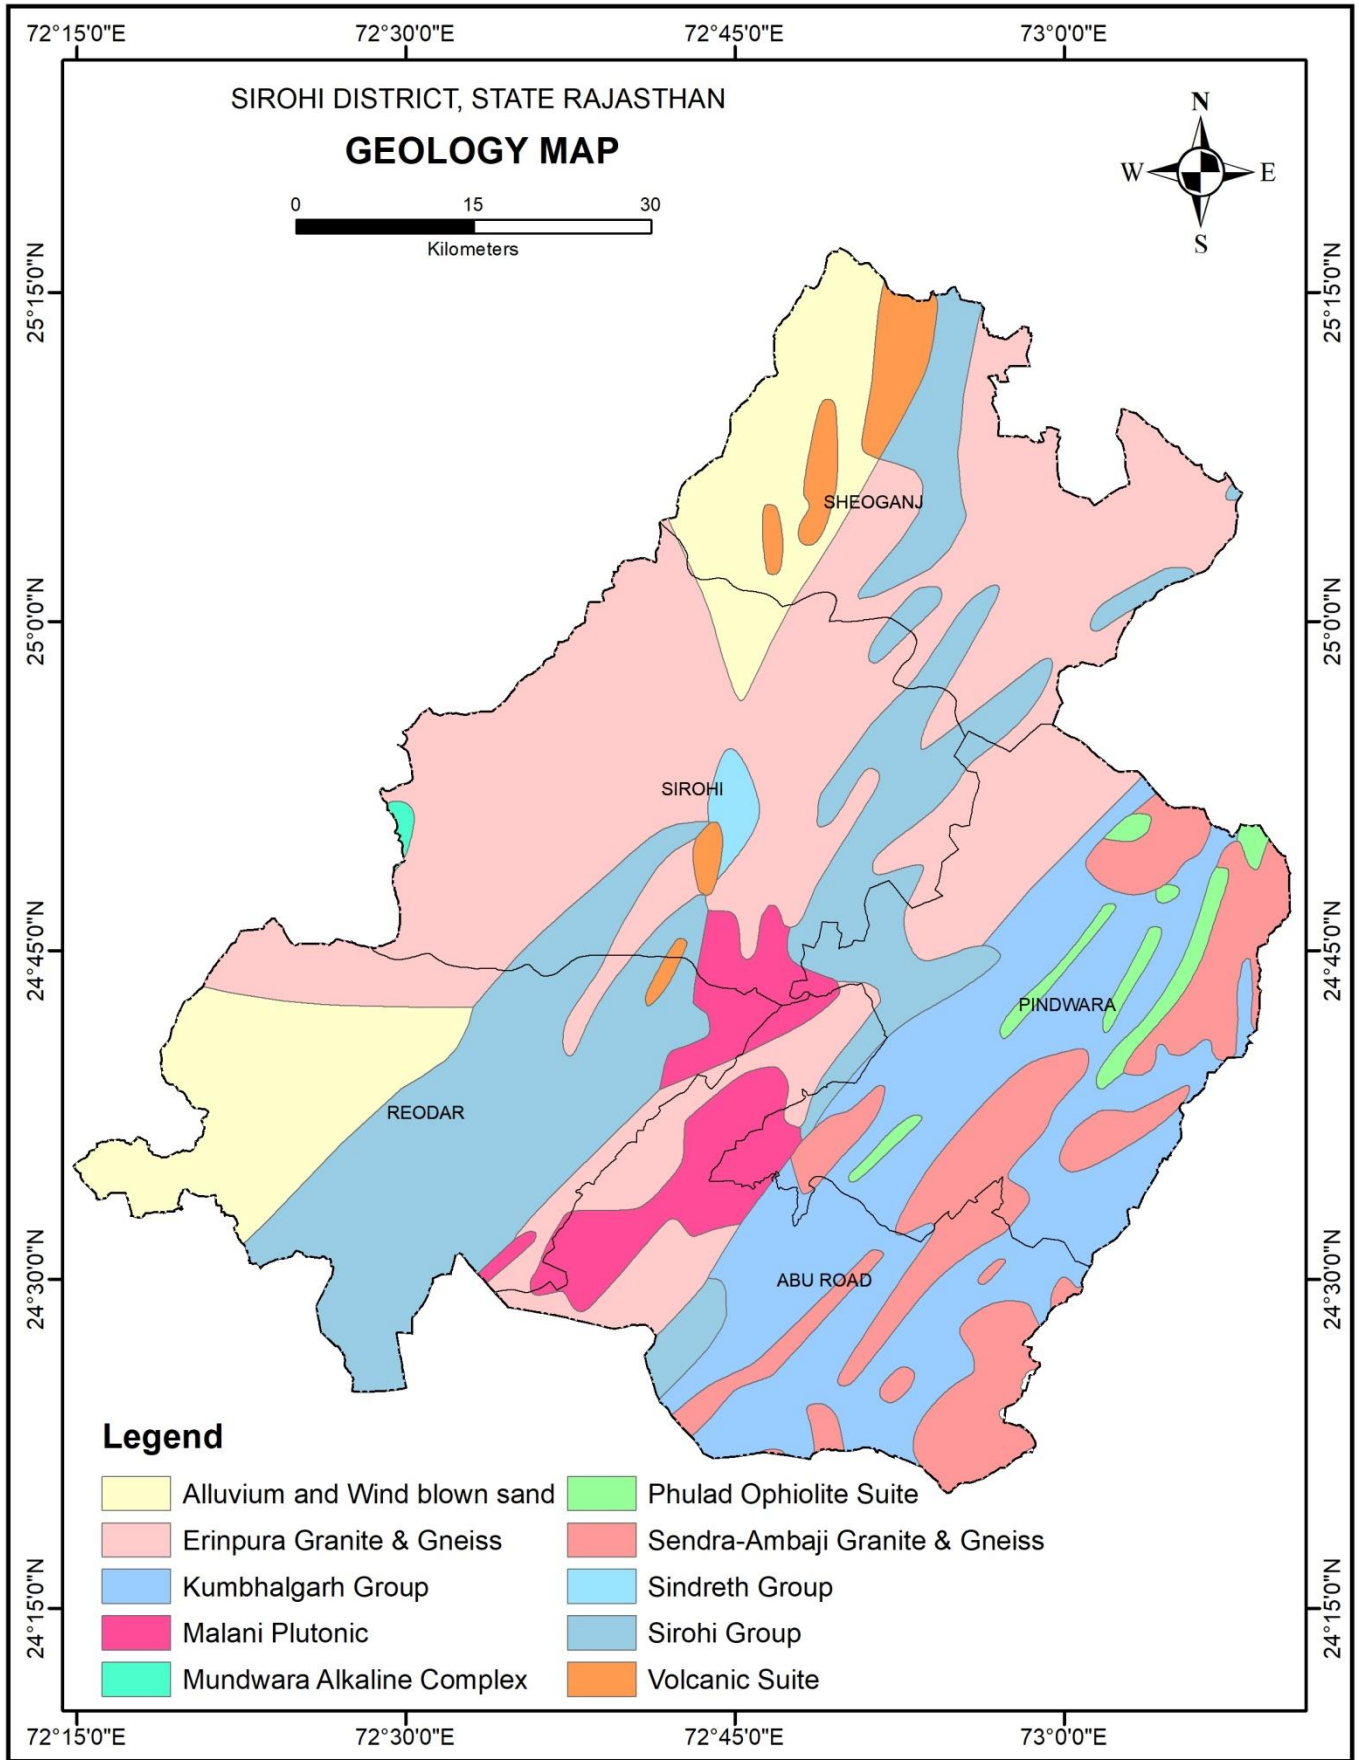 72°15'0"E 72°30'0"E 72°45'0"E 73°0'0"E
SIROHI DISTRICT, STATE RAJASTHAN
GEOLOGY MAP
0 15 30
Kilometers
N
W E
S
25°15'0"N 25°15'0"N
SHEOGANJ
25°0'0"N 25°0'0"N
SIROHI
24°45'0"N 24°45'0"N
PINDWARA
REODAR
24°30'0"N 24°30'0"N
ABU ROAD
Legend
Alluvium and Wind blown sand
Erinpura Granite & Gneiss
Kumbhalgarh Group
Malani Plutonic
Mundwara Alkaline Complex
Phulad Ophiolite Suite
Sendra-Ambaji Granite & Gneiss
Sindreth Group
Sirohi Group
Volcanic Suite
24°15'0"N 24°15'0"N
72°15'0"E 72°30'0"E 72°45'0"E 73°0'0"E